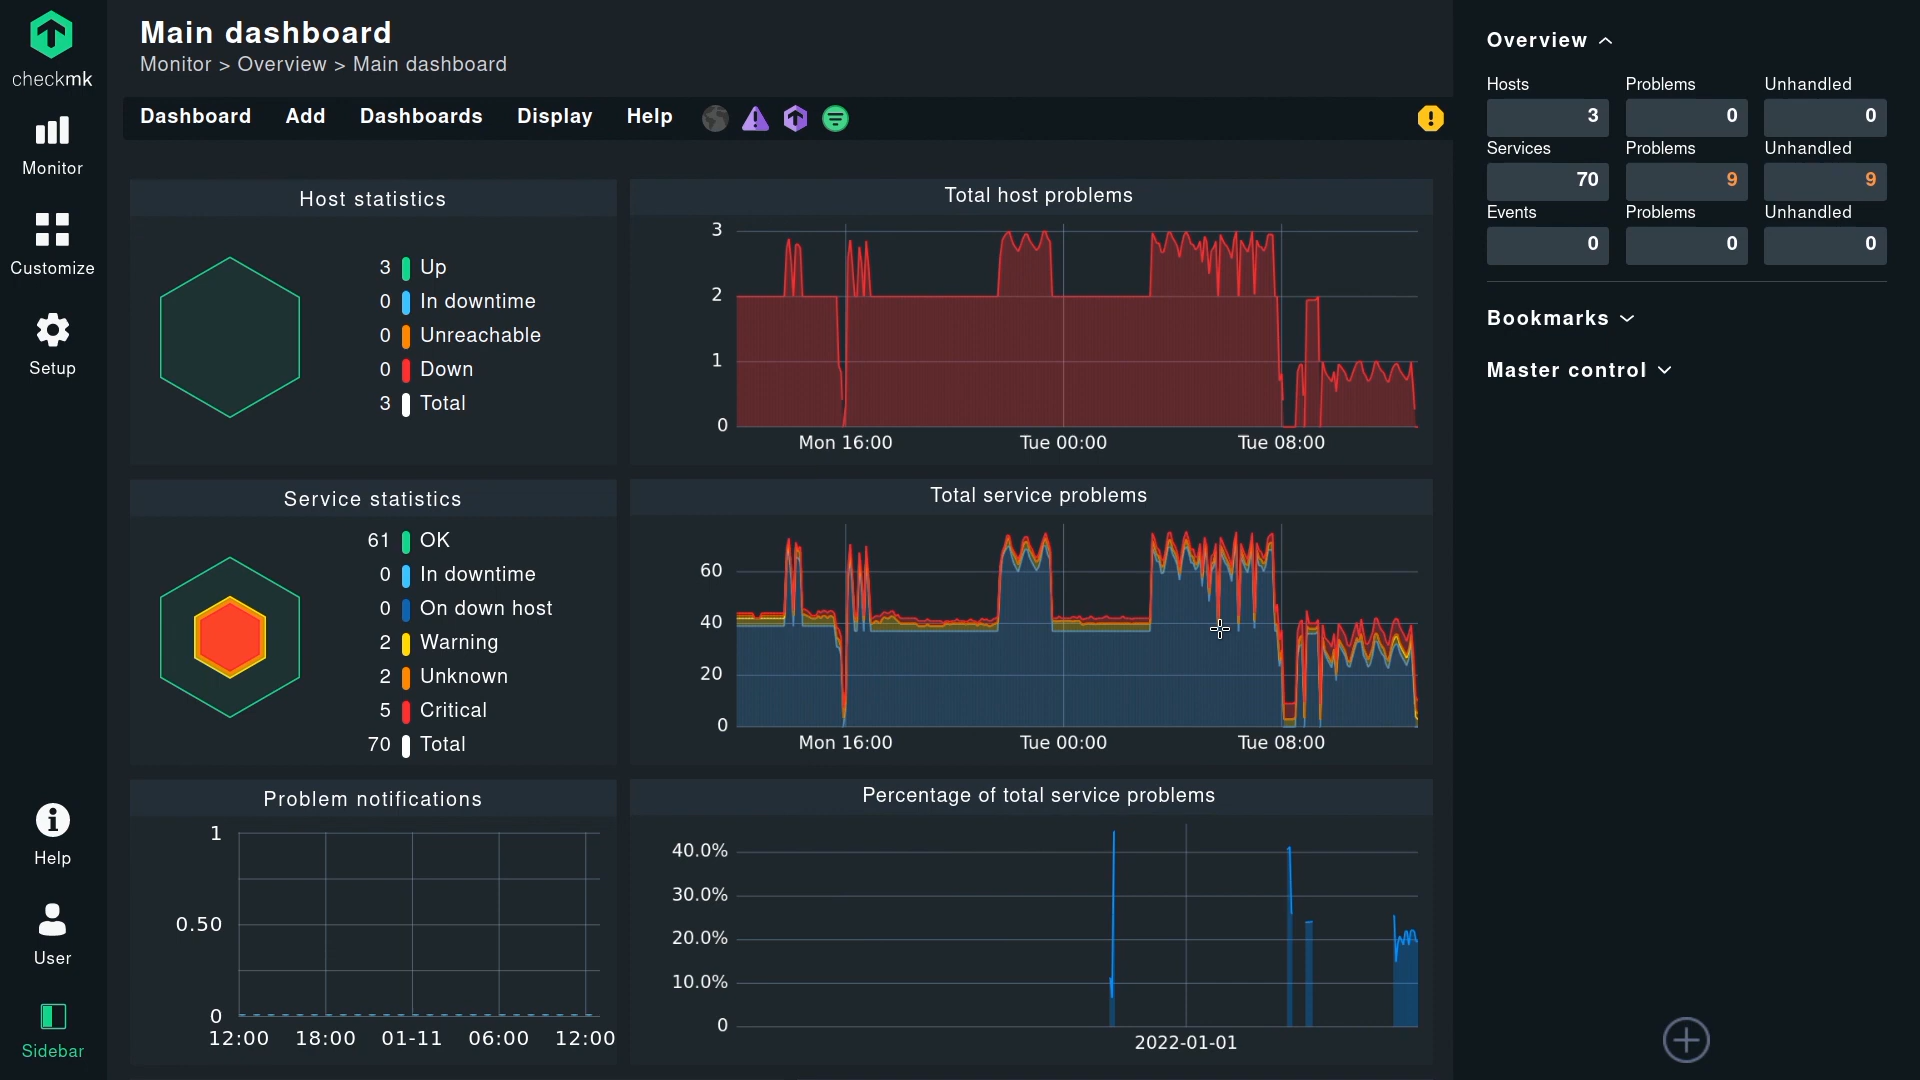 checkmk
Monitor
Customize
Setup
Help
User
Sidebar
Main dashboard
Monitor > Overview > Main dashboard
Dashboard Add Dashboards Display Help
Host statistics
3 Up
0 In downtime
0 Unreachable
0 Down
3 Total
Total host problems
3
2
1
0
Mon 16:00 Tue 00:00 Tue 08:00
Service statistics
61 OK
0 In downtime
0 On down host
2 Warning
2 Unknown
5 Critical
70 Total
Total service problems
60
40
20
0
Mon 16:00 Tue 00:00 Tue 08:00
Problem notifications
1
0.50
0
12:00 18:00 01-11 06:00 12:00
Percentage of total service problems
40.0%
30.0%
20.0%
10.0%
0
2022-01-01
Overview
Hosts Problems Unhandled
3 0 0
Services Problems Unhandled
70 9 9
Events Problems Unhandled
0 0 0
Bookmarks
Master control